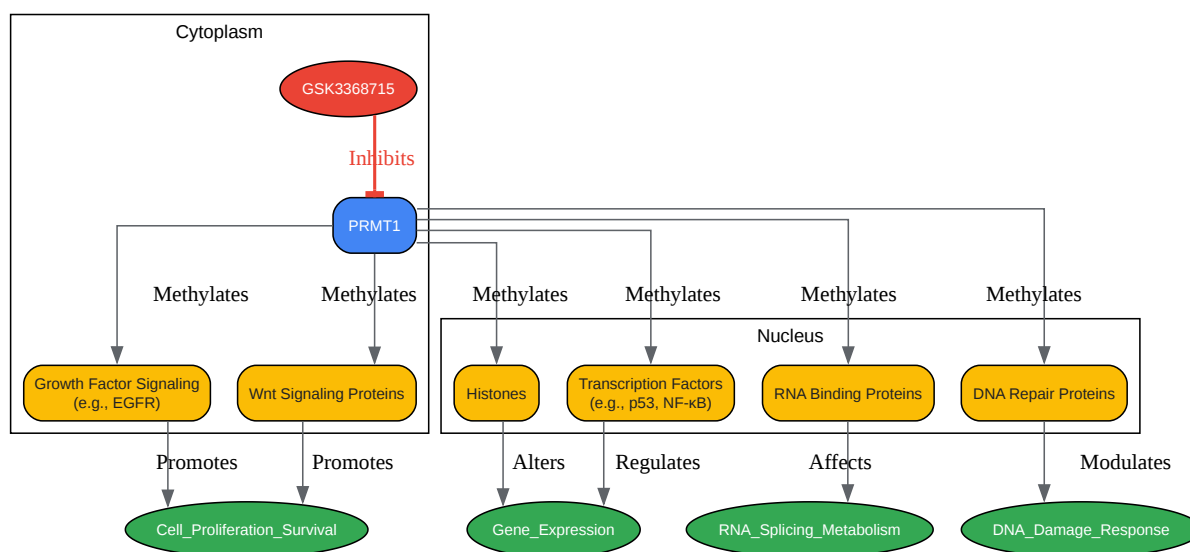 Cytoplasm
GSK3368715
Inhibits
PRMT1
Methylates
Methylates
Methylates
Methylates
Methylates
Methylates
Nucleus
Growth Factor Signaling
(e.g., EGFR)
Wnt Signaling Proteins
Histones
Transcription Factors
(e.g., p53, NF-κB)
RNA Binding Proteins
DNA Repair Proteins
Promotes
Promotes
Alters
Regulates
Affects
Modulates
Cell_Proliferation_Survival
Gene_Expression
RNA_Splicing_Metabolism
DNA_Damage_Response